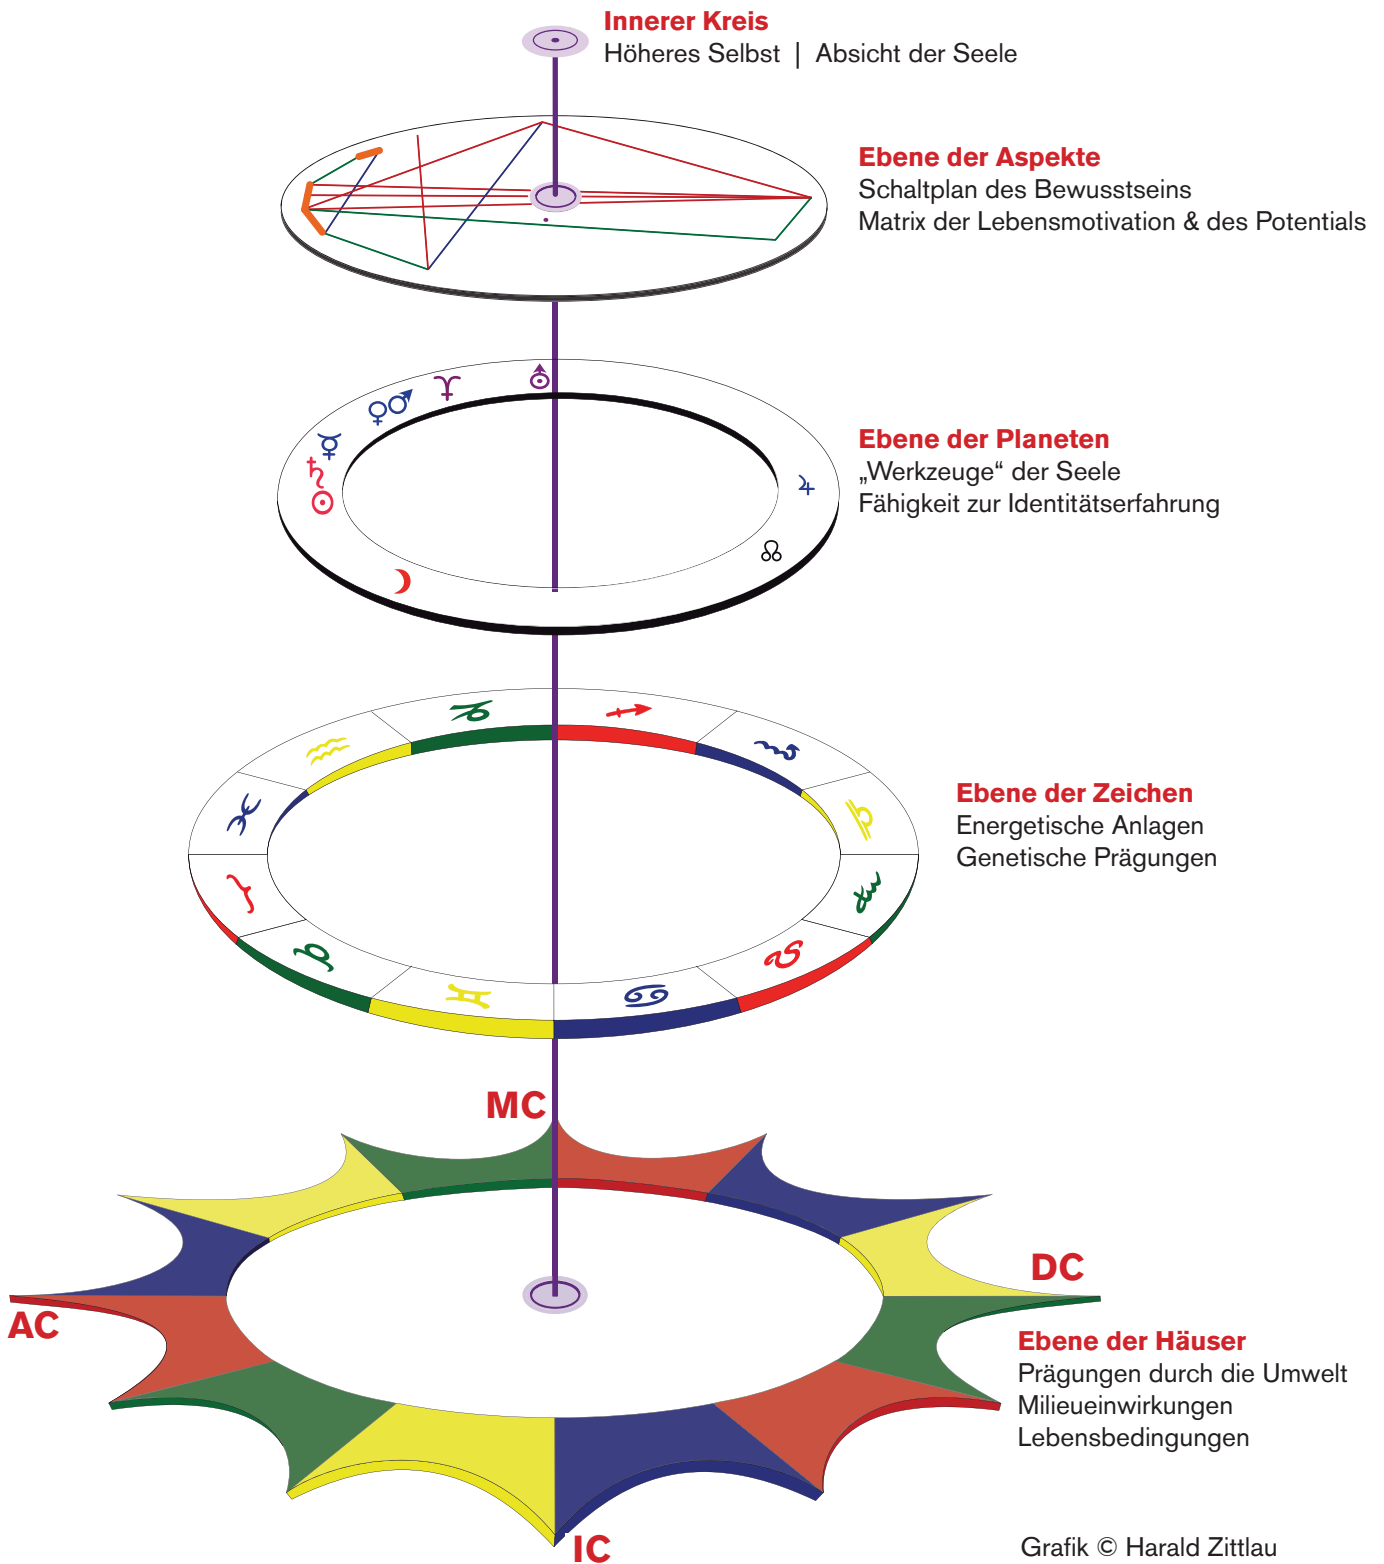 Innerer Kreis
Höheres Selbst | Absicht der Seele
Ebene der Aspekte
Schaltplan des Bewusstseins
Matrix der Lebensmotivation & des Potentials
Ebene der Planeten
„Werkzeuge“ der Seele
Fähigkeit zur Identitätserfahrung
Ebene der Zeichen
Energetische Anlagen
Genetische Prägungen
MC
DC
AC
Ebene der Häuser
Prägungen durch die Umwelt
Milieueinwirkungen
Lebensbedingungen
IC
Grafik © Harald Zittlau